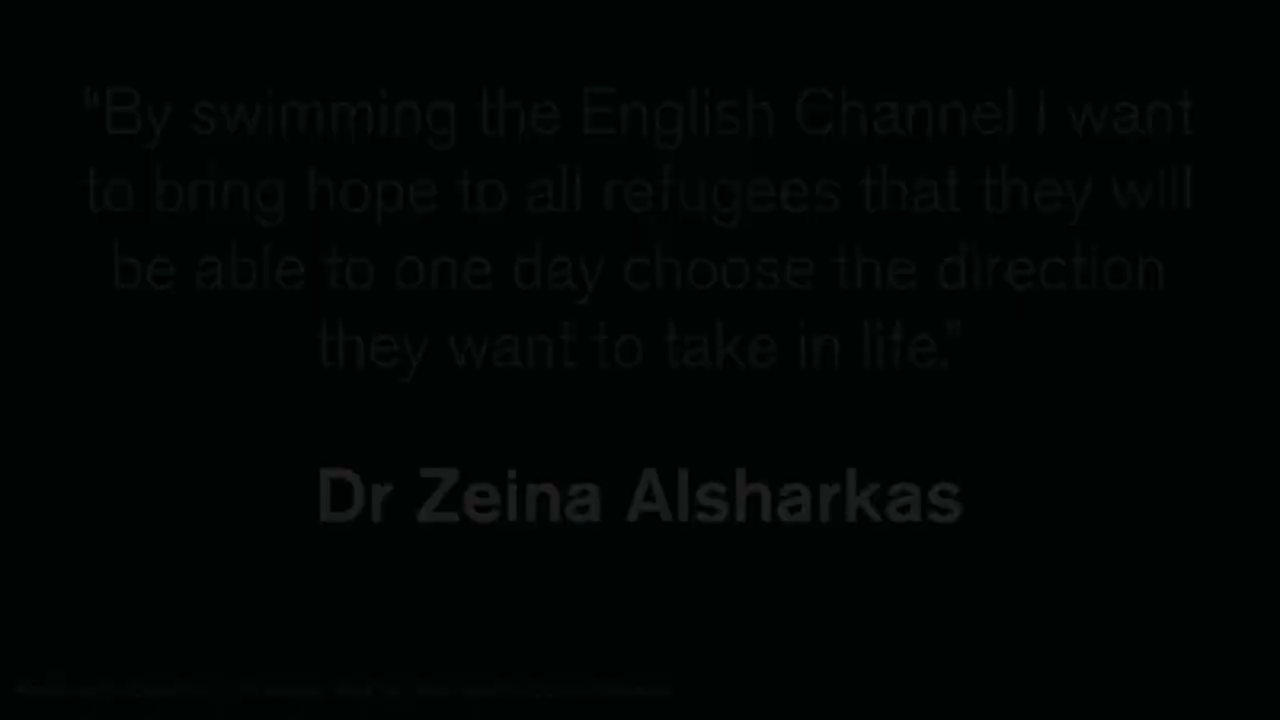 "By swimming the English Channel I want
to bring hope to all refugees that they will
be able to one day choose the direction
they want to take in life."
Dr Zeina Alsharkas